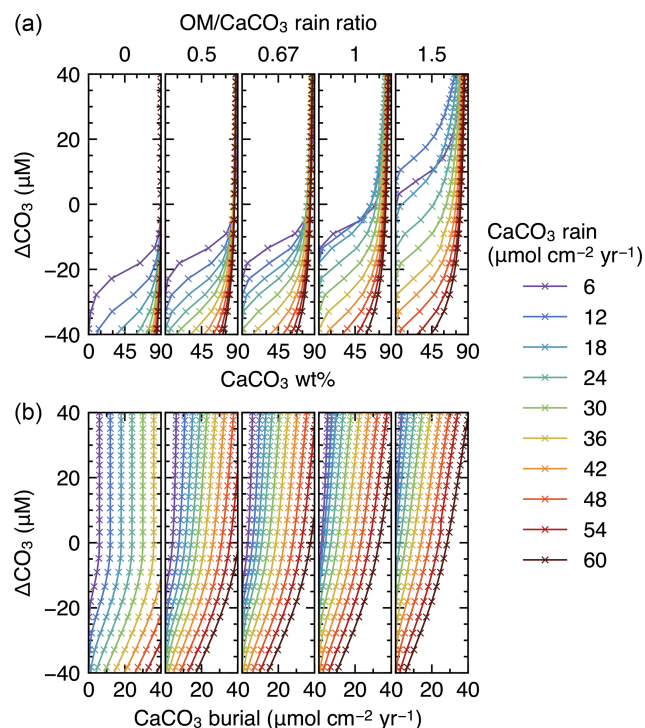 (a)
OM/CaCO₃ rain ratio
0 0.5 0.67 1 1.5
ΔCO₃ (μM)
40
20
0
−20
−40
0 45 90 45 90 45 90 45 90 45 90
CaCO₃ wt%
(b)
ΔCO₃ (μM)
40
20
0
−20
−40
0 20 40 20 40 20 40 20 40 20 40
CaCO₃ burial (μmol cm⁻² yr⁻¹)
CaCO₃ rain
(μmol cm⁻² yr⁻¹)
6
12
18
24
30
36
42
48
54
60